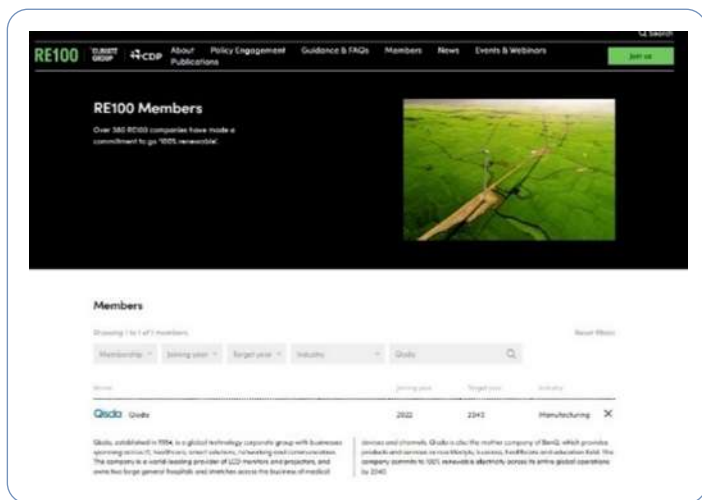 Search
RE100 °CLIMATE GROUP CDP About Policy Engagement Guidance & FAQs Members News Events & Webinars
Publications
Join us
RE100 Members
Over 380 RE100 companies have made a
commitment to go '100% renewable'.
Members
Showing 1 to 1 of 1 members
Reset filters
Membership Joining year Target year Industry Qisda
Name Joining year Target year Industry
Qisda Qisda 2022 2040 Manufacturing
Qisda, established in 1984, is a global technology corporate group with businesses
spanning across IT, healthcare, smart solutions, networking and communication.
The company is a world-leading provider of LCD monitors and projectors, and
owns two large general hospitals and stretches across the business of medical
devices and channels. Qisda is also the mother company of BenQ, which provides
products and services on new lifestyle, business, healthcare and education field. The
company commits to 100% renewable electricity across its entire global operations
by 2040.